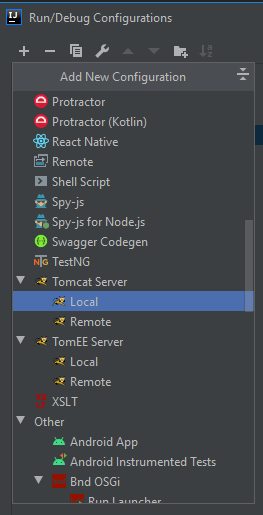 Run/Debug Configurations
Add New Configuration
Protractor
Protractor (Kotlin)
React Native
Remote
Shell Script
Spy-js
Spy-js for Node.js
Swagger Codegen
TestNG
Tomcat Server
Local
Remote
TomEE Server
Local
Remote
XSLT
Other
Android App
Android Instrumented Tests
Bnd OSGi
Run Launcher